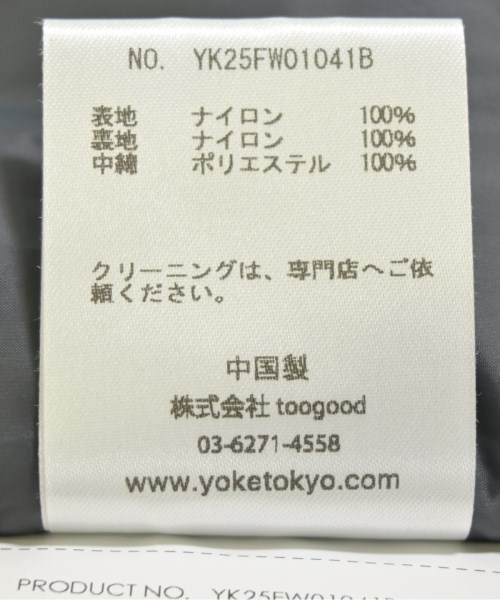 NO. YK25FW01041B
表地 ナイロン 100%
裏地 ナイロン 100%
中綿 ポリエステル 100%
クリーニングは、専門店へご依
頼ください。
中国製
株式会社 toogood
03-6271-4558
www.yoketokyo.com
PRODUCT NO. YK25FW01041B